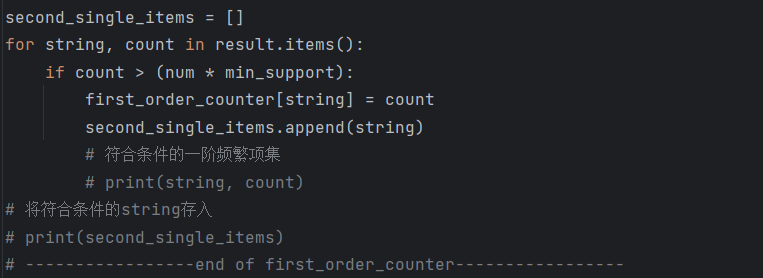 second_single_items = []
for string, count in result.items():
    if count > (num * min_support):
        first_order_counter[string] = count
        second_single_items.append(string)
        # 符合条件的一阶频繁项集
        # print(string, count)
# 将符合条件的string存入
# print(second_single_items)
# -----------------end of first_order_counter-----------------